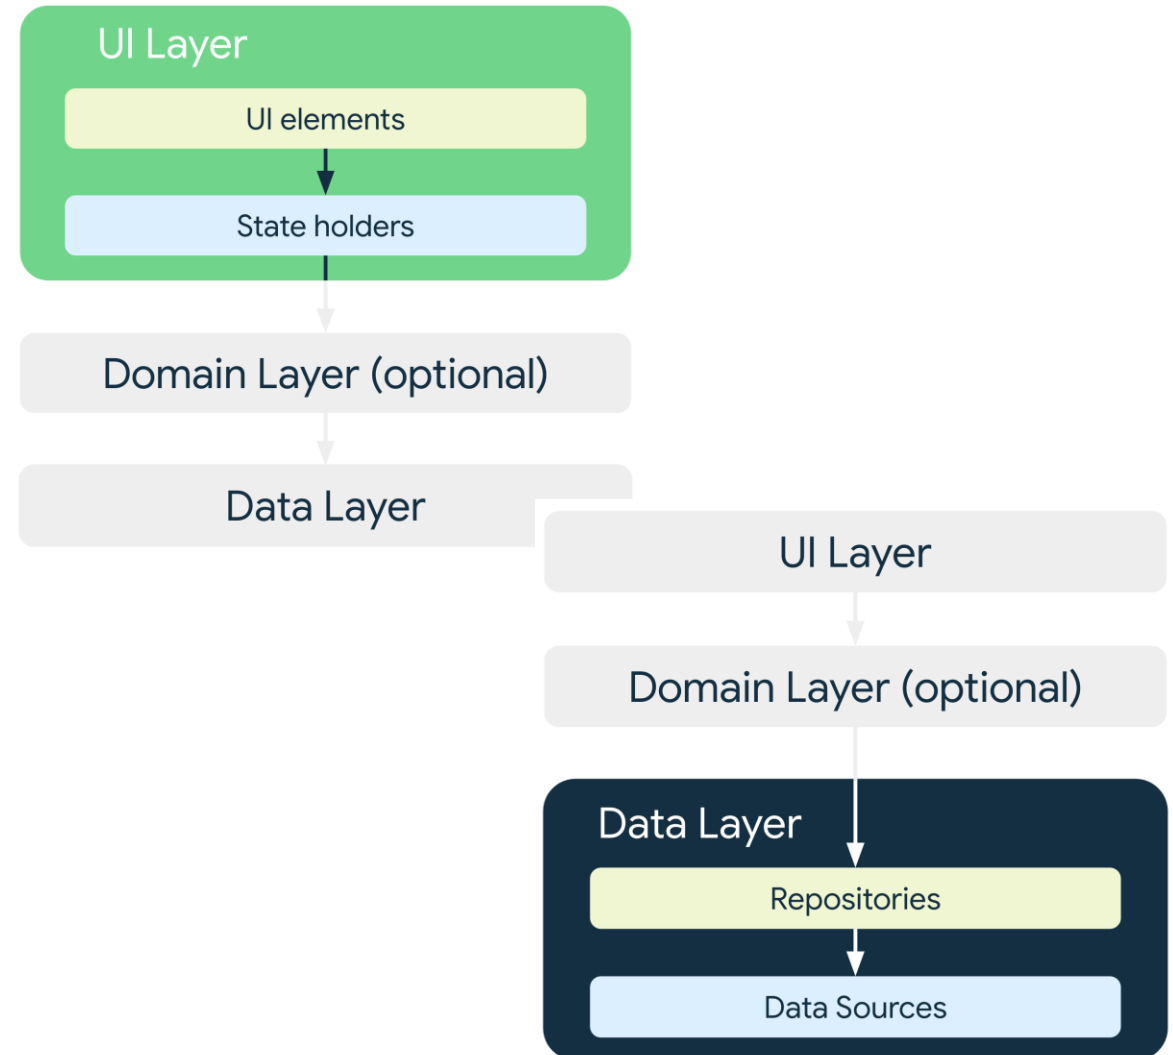 UI Layer
UI elements
State holders
Domain Layer (optional)
Data Layer
UI Layer
Domain Layer (optional)
Data Layer
Repositories
Data Sources